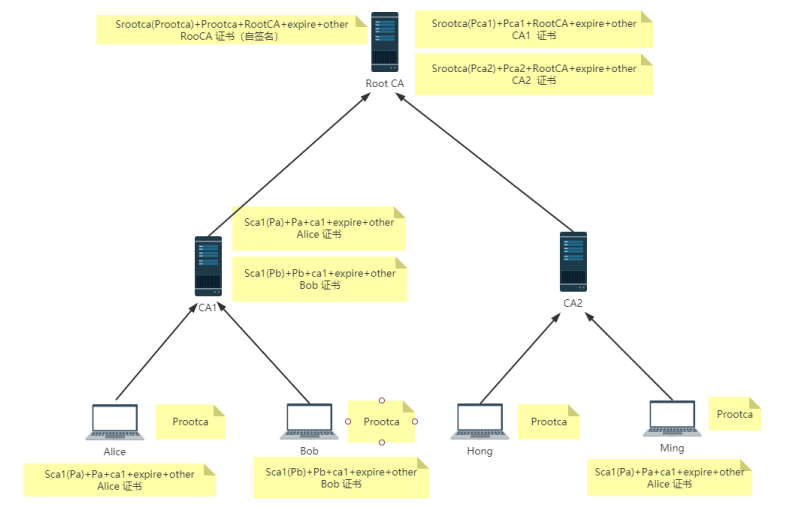 Srootca(Prootca)+Prootca+RootCA+expire+other
RooCA 证书（自签名）
Srootca(Pca1)+Pca1+RootCA+expire+other
CA1 证书
Srootca(Pca2)+Pca2+RootCA+expire+other
CA2 证书
Root CA
Sca1(Pa)+Pa+ca1+expire+other
Alice 证书
Sca1(Pb)+Pb+ca1+expire+other
Bob 证书
CA1
CA2
Prootca
Prootca
Prootca
Prootca
Alice
Bob
Hong
Ming
Sca1(Pa)+Pa+ca1+expire+other
Alice 证书
Sca1(Pb)+Pb+ca1+expire+other
Bob 证书
Sca1(Pa)+Pa+ca1+expire+other
Alice 证书